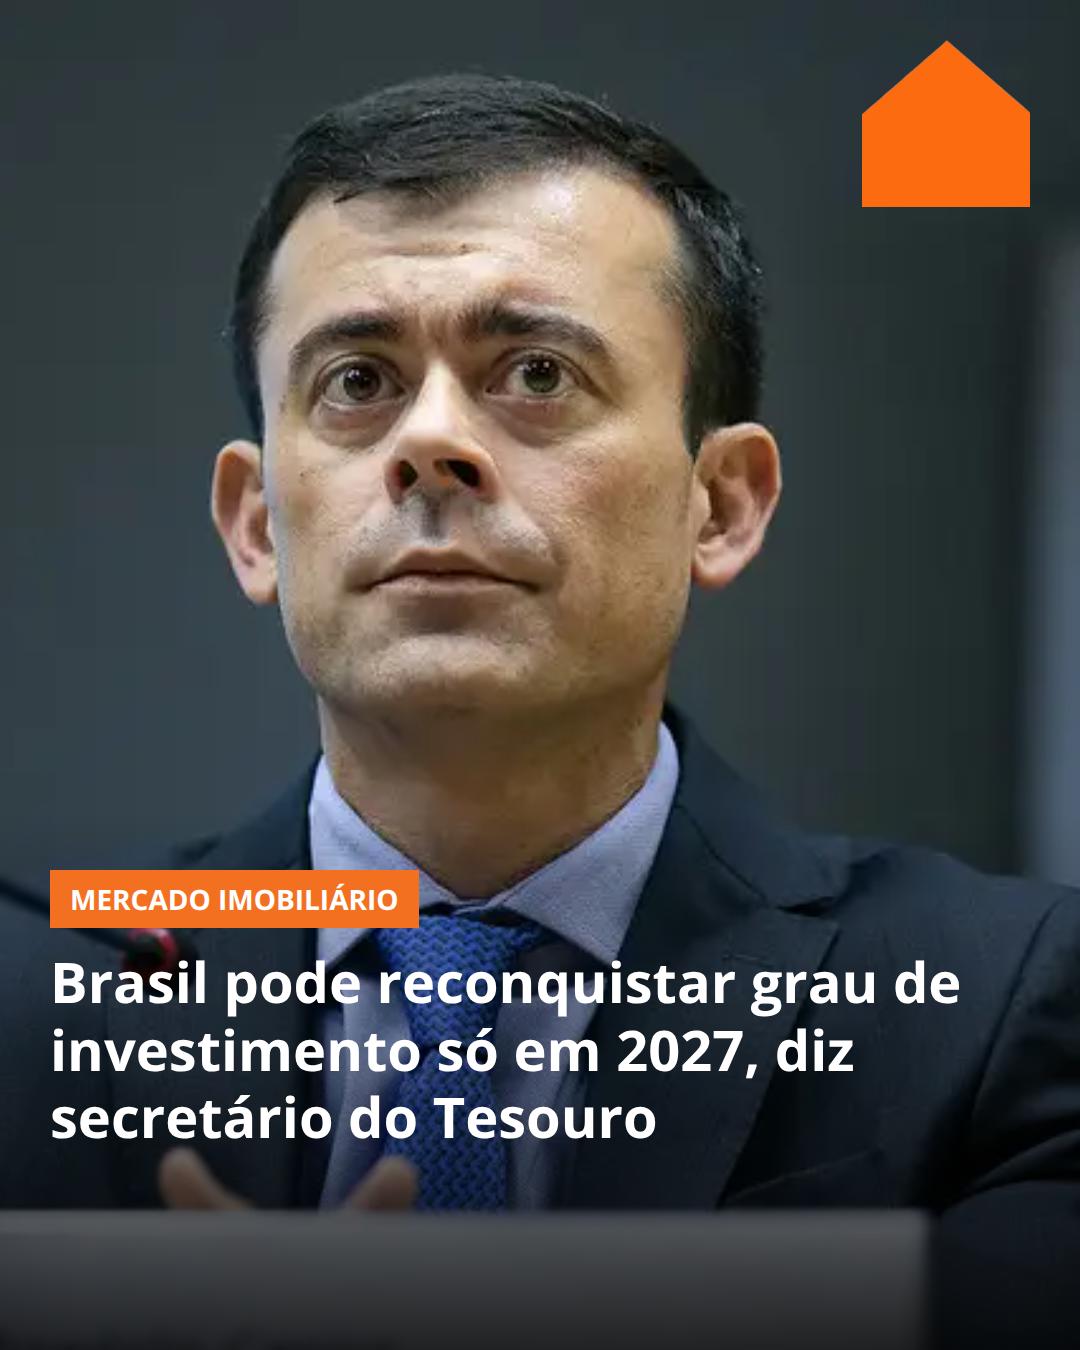 MERCADO IMOBILIÁRIO
Brasil pode reconquistar grau de
investimento só em 2027, diz
secretário do Tesouro